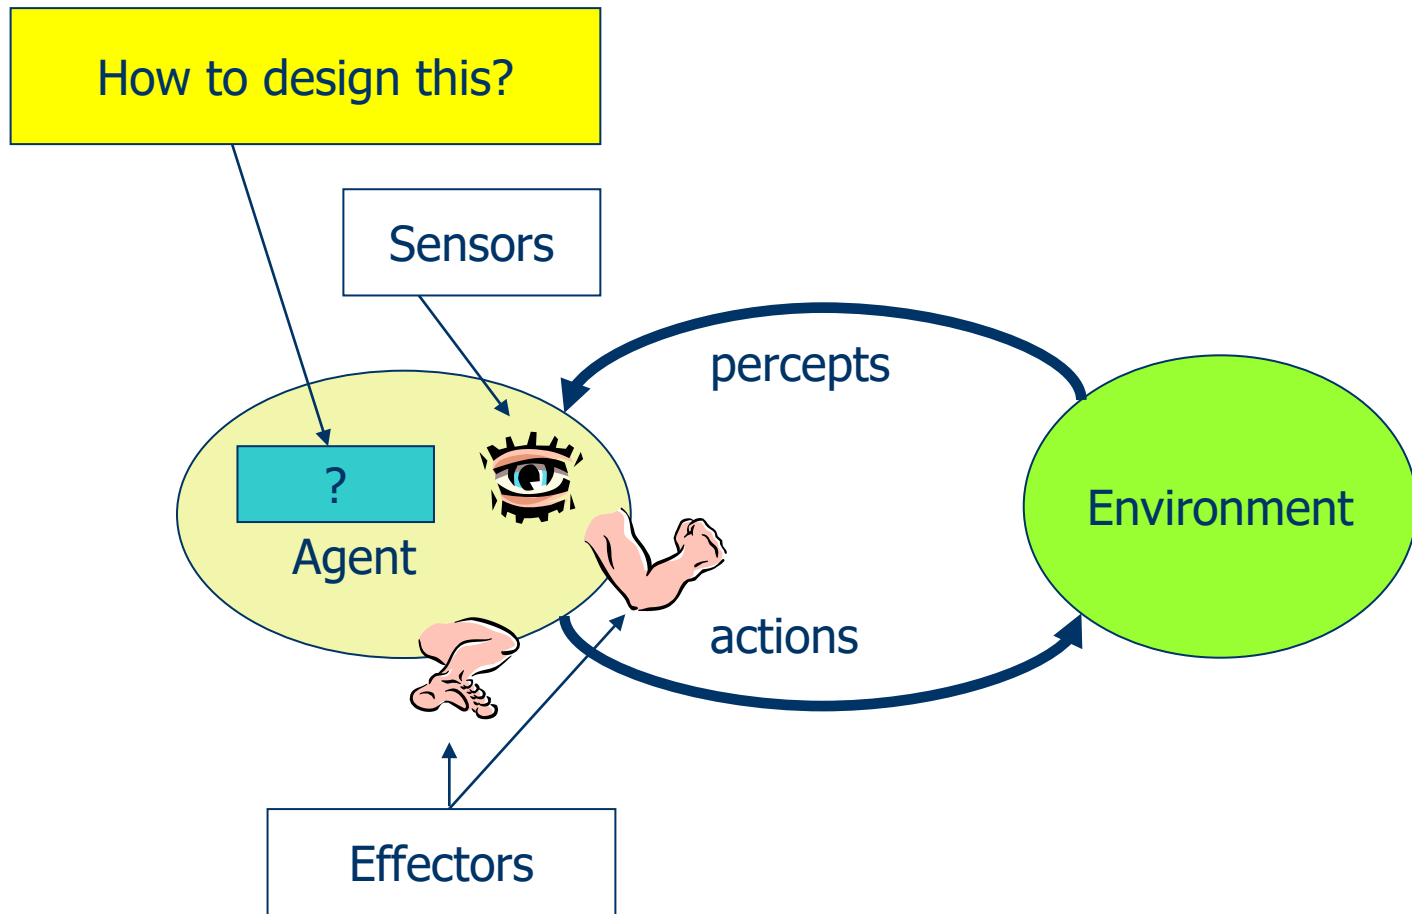 How to design this?
Sensors
percepts
?
Environment
Agent
actions
Effectors